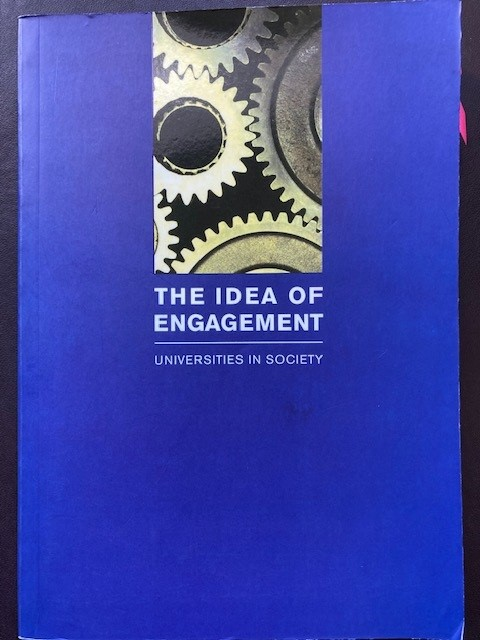 THE IDEA OF
ENGAGEMENT
UNIVERSITIES IN SOCIETY